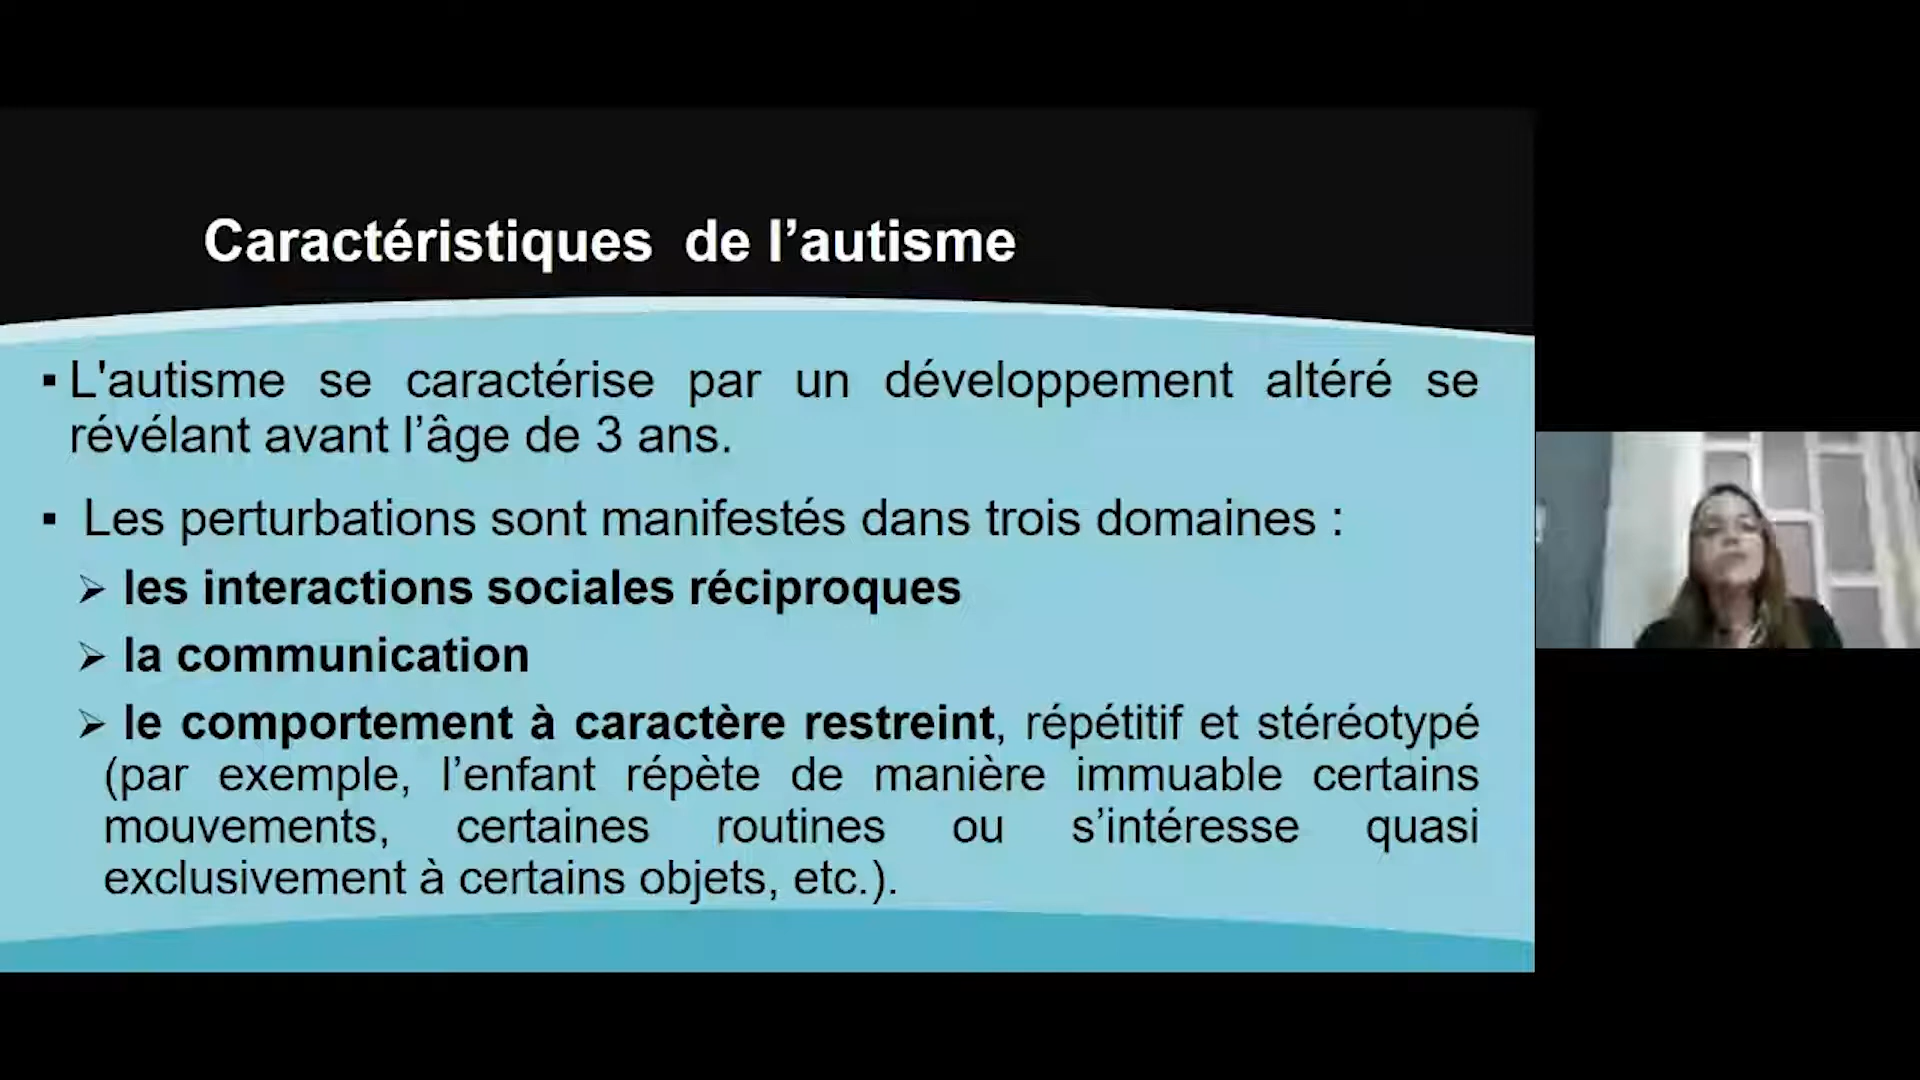 Caractéristiques de l’autisme
▪ L'autisme se caractérise par un développement altéré se
révélant avant l’âge de 3 ans.
▪ Les perturbations sont manifestés dans trois domaines :
➢ les interactions sociales réciproques
➢ la communication
➢ le comportement à caractère restreint, répétitif et stéréotypé
(par exemple, l’enfant répète de manière immuable certains
mouvements, certaines routines ou s’intéresse quasi
exclusivement à certains objets, etc.).